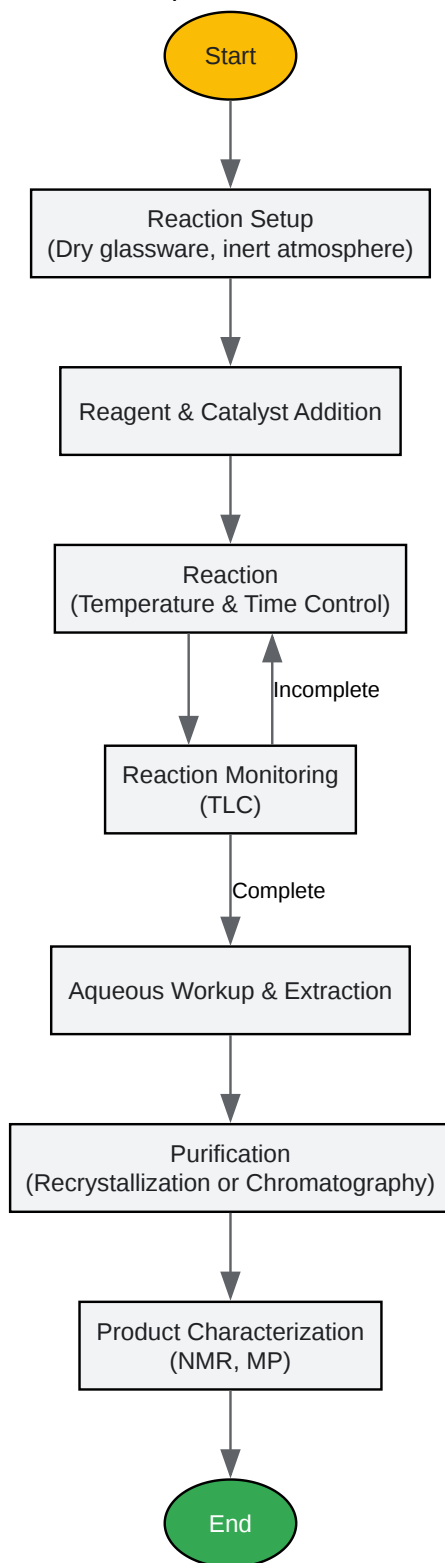 Start
Reaction Setup
(Dry glassware, inert atmosphere)
Reagent & Catalyst Addition
Reaction
(Temperature & Time Control)
Incomplete
Reaction Monitoring
(TLC)
Complete
Aqueous Workup & Extraction
Purification
(Recrystallization or Chromatography)
Product Characterization
(NMR, MP)
End